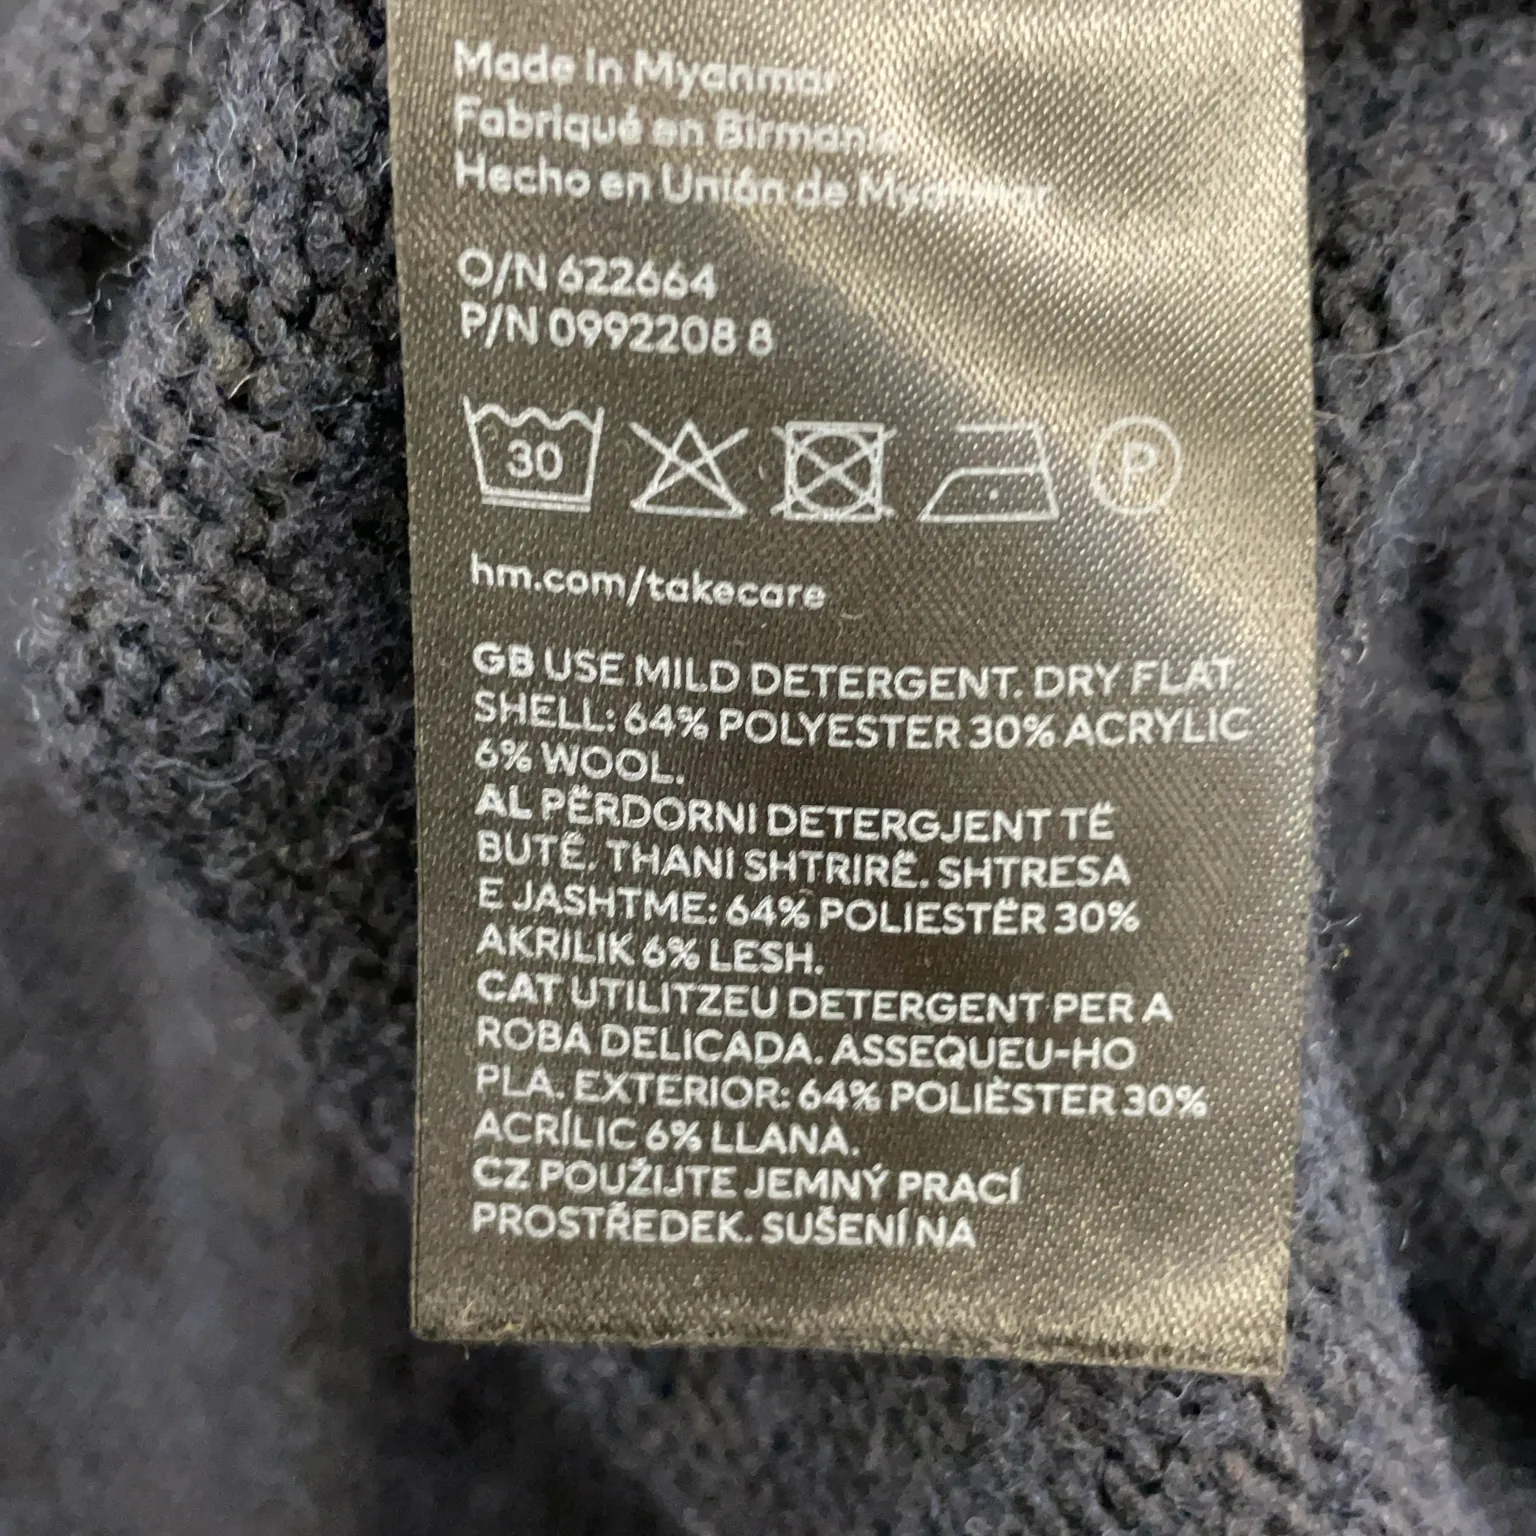 Made in Myanmar
Fabriqué en Birmanie
Hecho en Unión de Myanmar
O/N 622664
P/N 0992208 8
30
P
hm.com/takecare
GB USE MILD DETERGENT. DRY FLAT.
SHELL: 64% POLYESTER 30% ACRYLIC
6% WOOL.
AL PËRDORNI DETERGJENT TË
BUTË. THANI SHTRIRË. SHTRESA
E JASHTME: 64% POLIESTËR 30%
AKRILIK 6% LESH.
CAT UTILITZEU DETERGENT PER A
ROBA DELICADA. ASSEQUEU-HO
PLA. EXTERIOR: 64% POLIÈSTER 30%
ACRÍLIC 6% LLANA.
CZ POUŽIJTE JEMNÝ PRACÍ
PROSTŘEDEK. SUŠENÍ NA